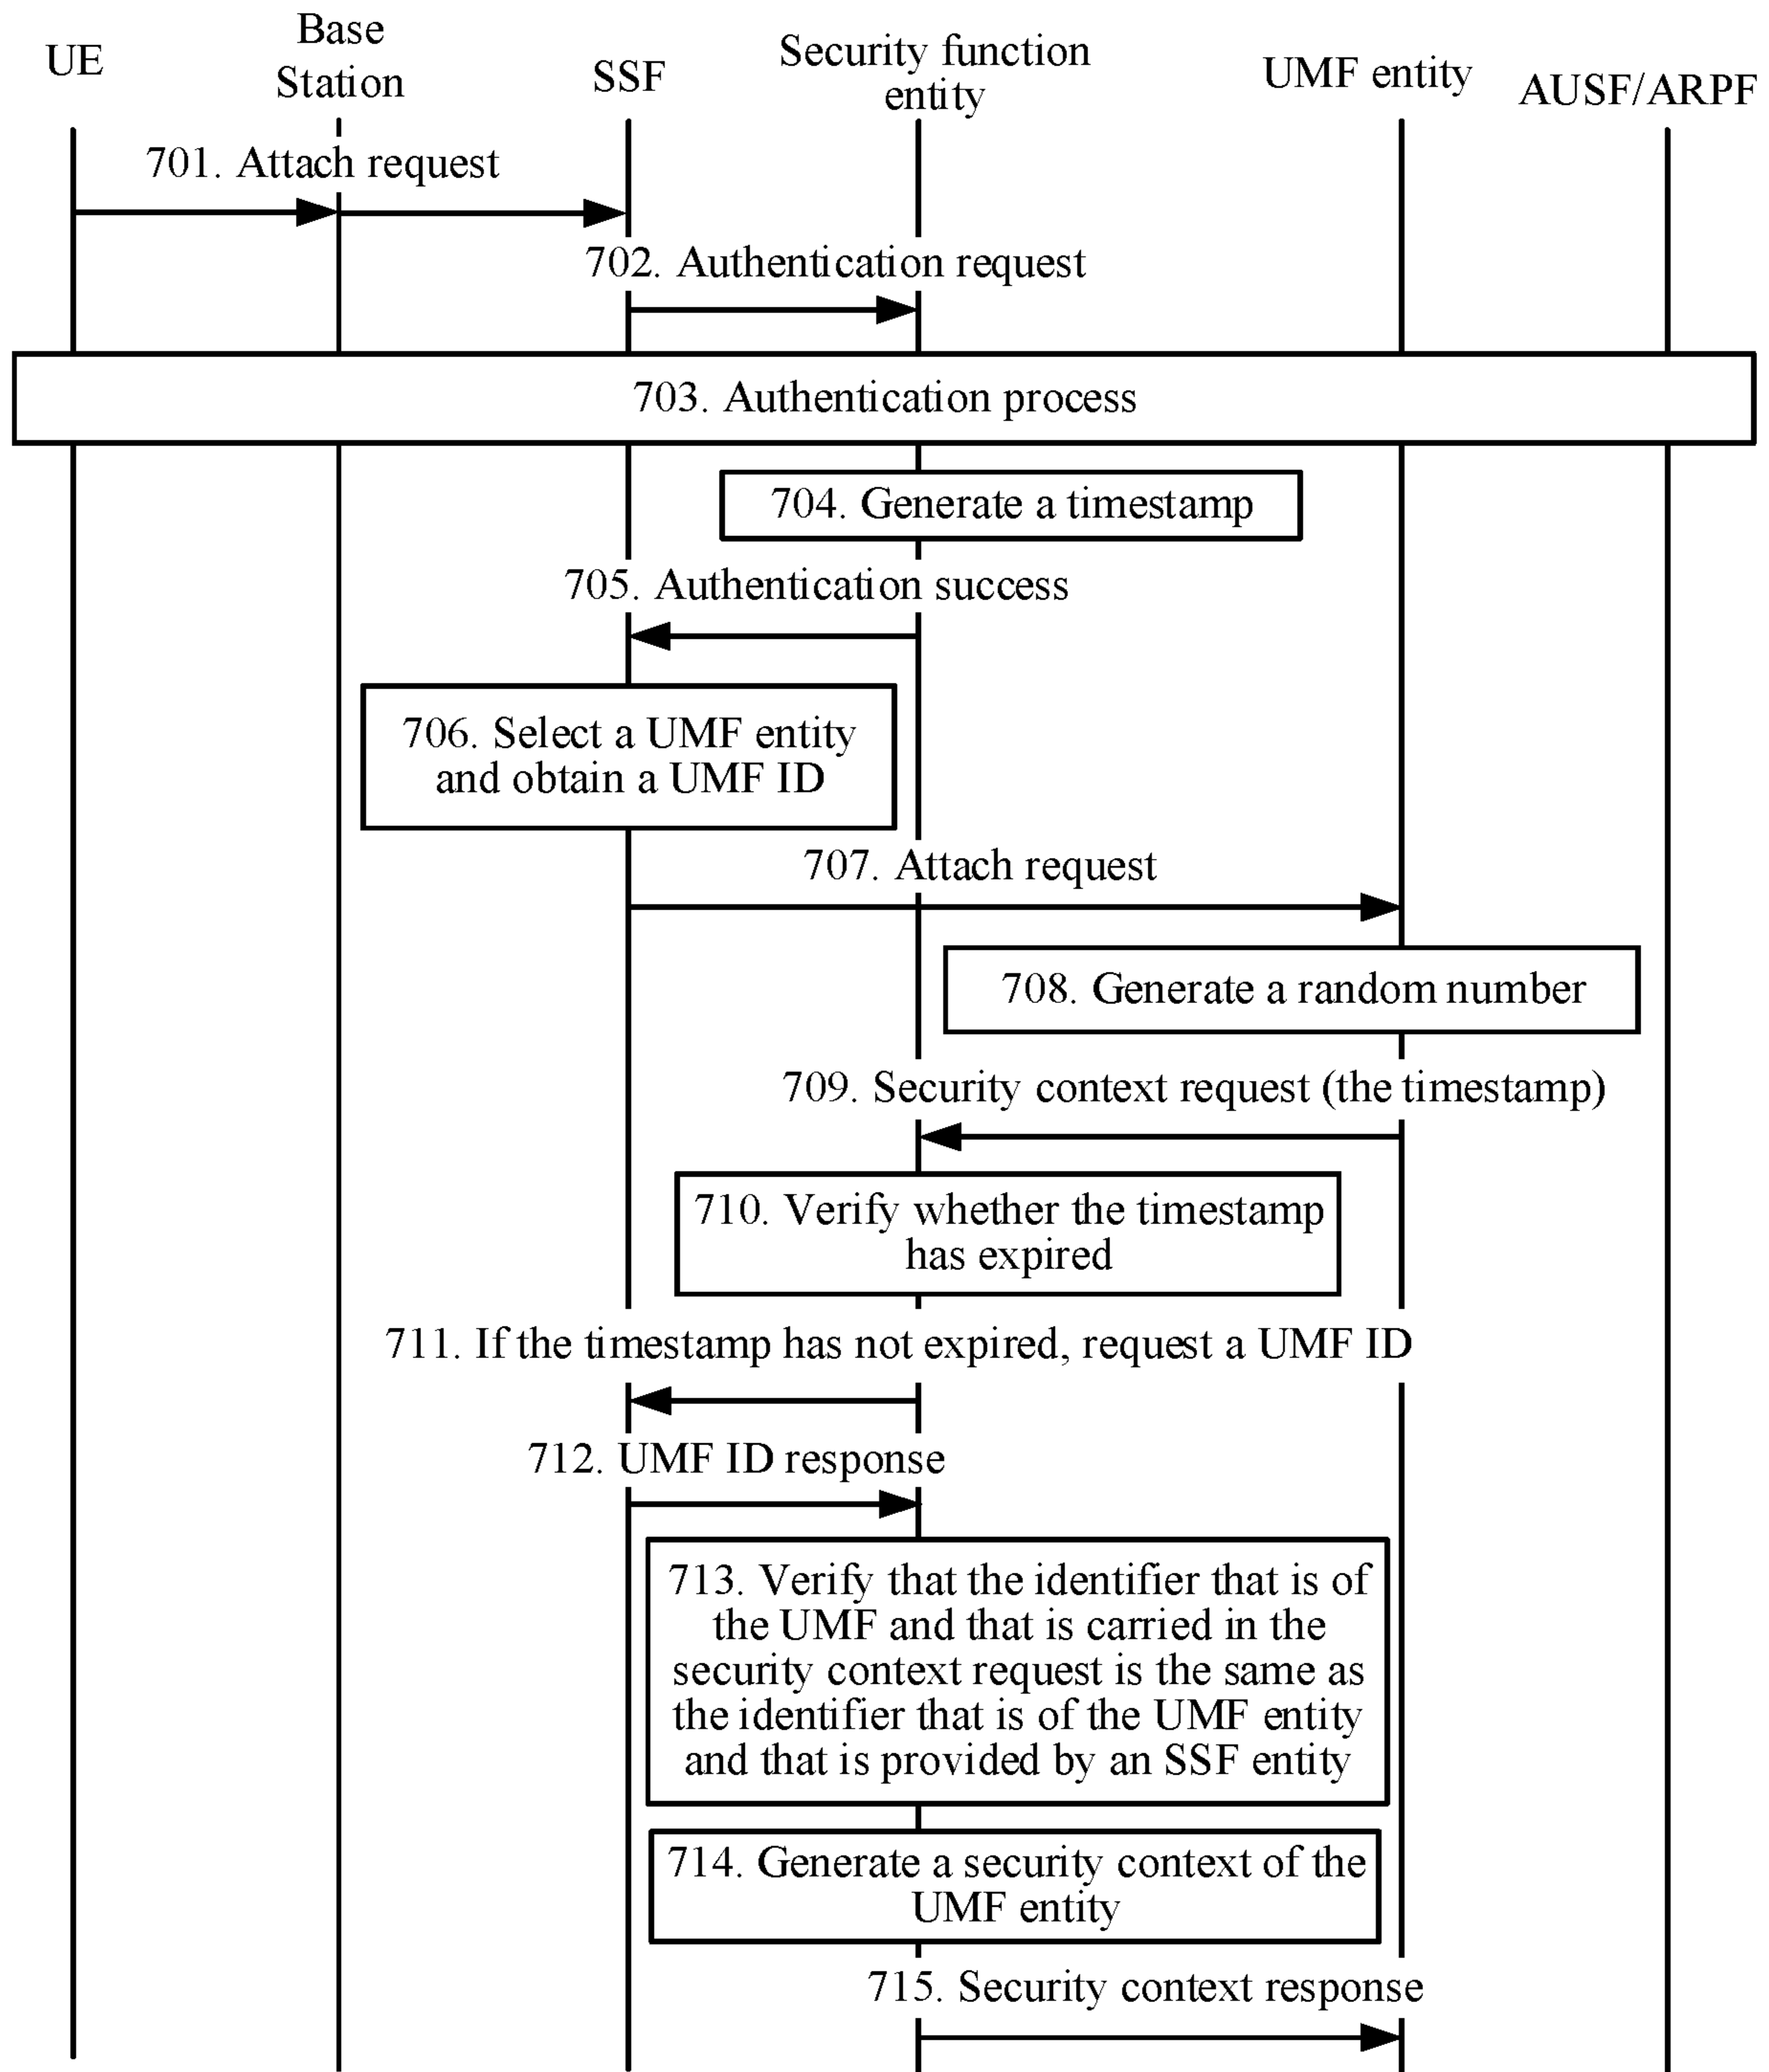 UE
Base
Station
SSF
Security function
entity
UMF entity
AUSF/ARPF
701. Attach request
702. Authentication request
703. Authentication process
704. Generate a timestamp
705. Authentication success
706. Select a UMF entity
and obtain a UMF ID
707. Attach request
708. Generate a random number
709. Security context request (the timestamp)
710. Verify whether the timestamp
has expired
711. If the timestamp has not expired, request a UMF ID
712. UMF ID response
713. Verify that the identifier that is of
the UMF and that is carried in the
security context request is the same as
the identifier that is of the UMF entity
and that is provided by an SSF entity
714. Generate a security context of the
UMF entity
715. Security context response